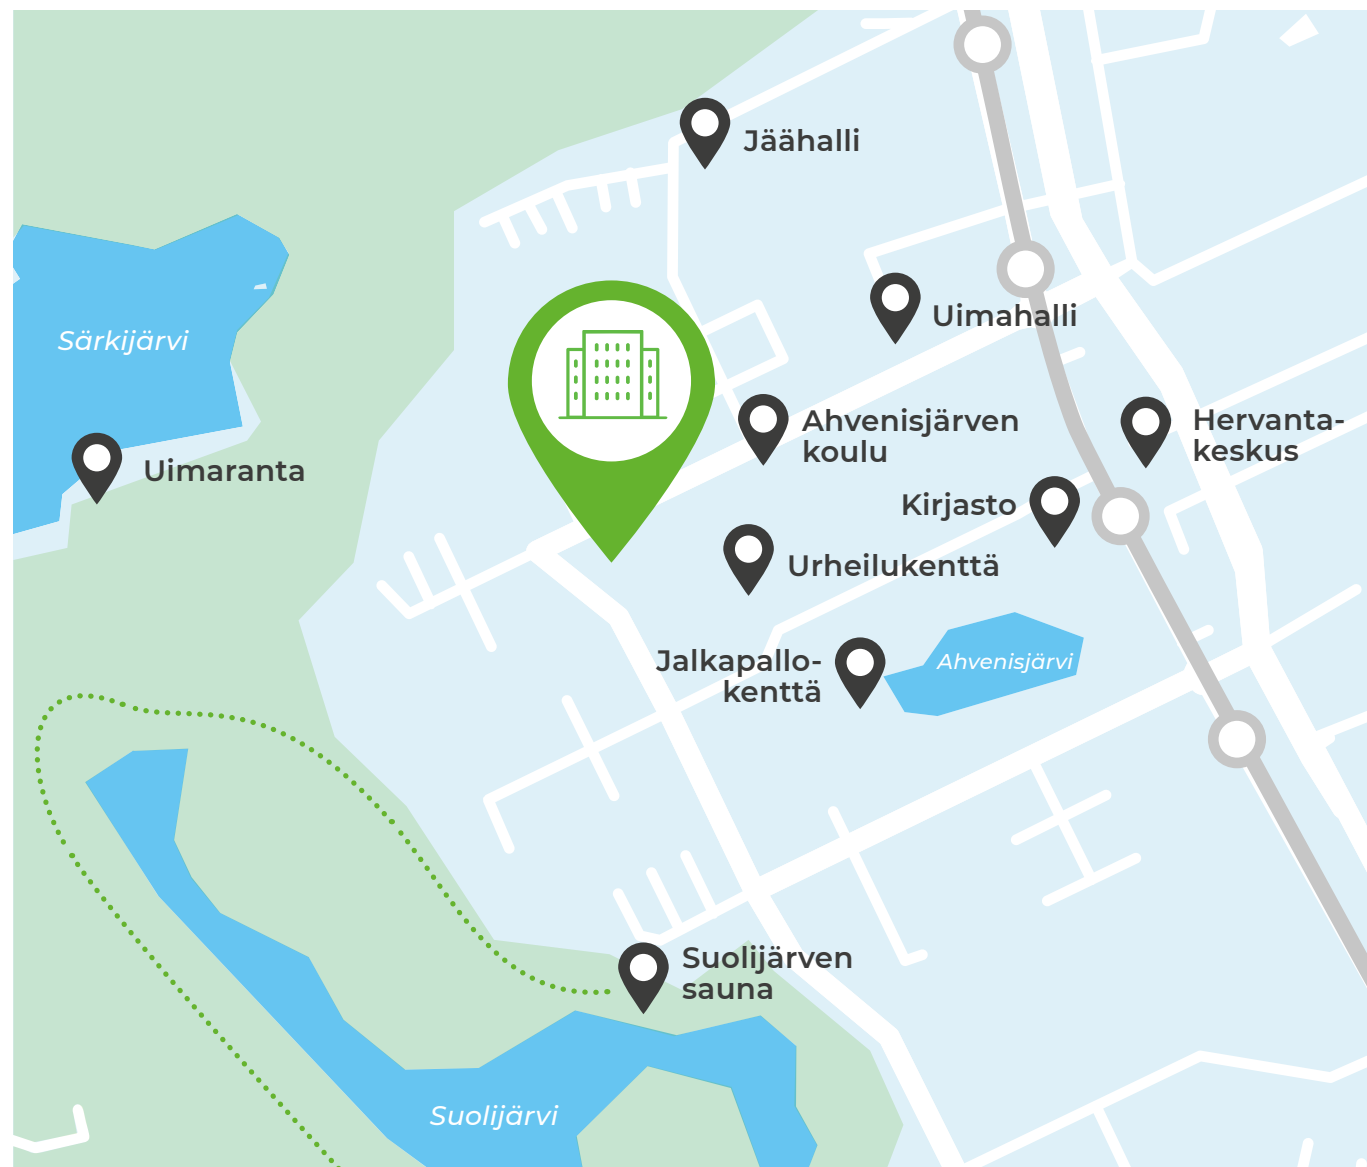 Jäähalli
Uimahalli
Särkijärvi
Ahvenisjärven
koulu
Hervanta-
keskus
Uimaranta
Kirjasto
Urheilukenttä
Jalkapallo-
kenttä
Ahvenisjärvi
Suolijärven
sauna
Suolijärvi